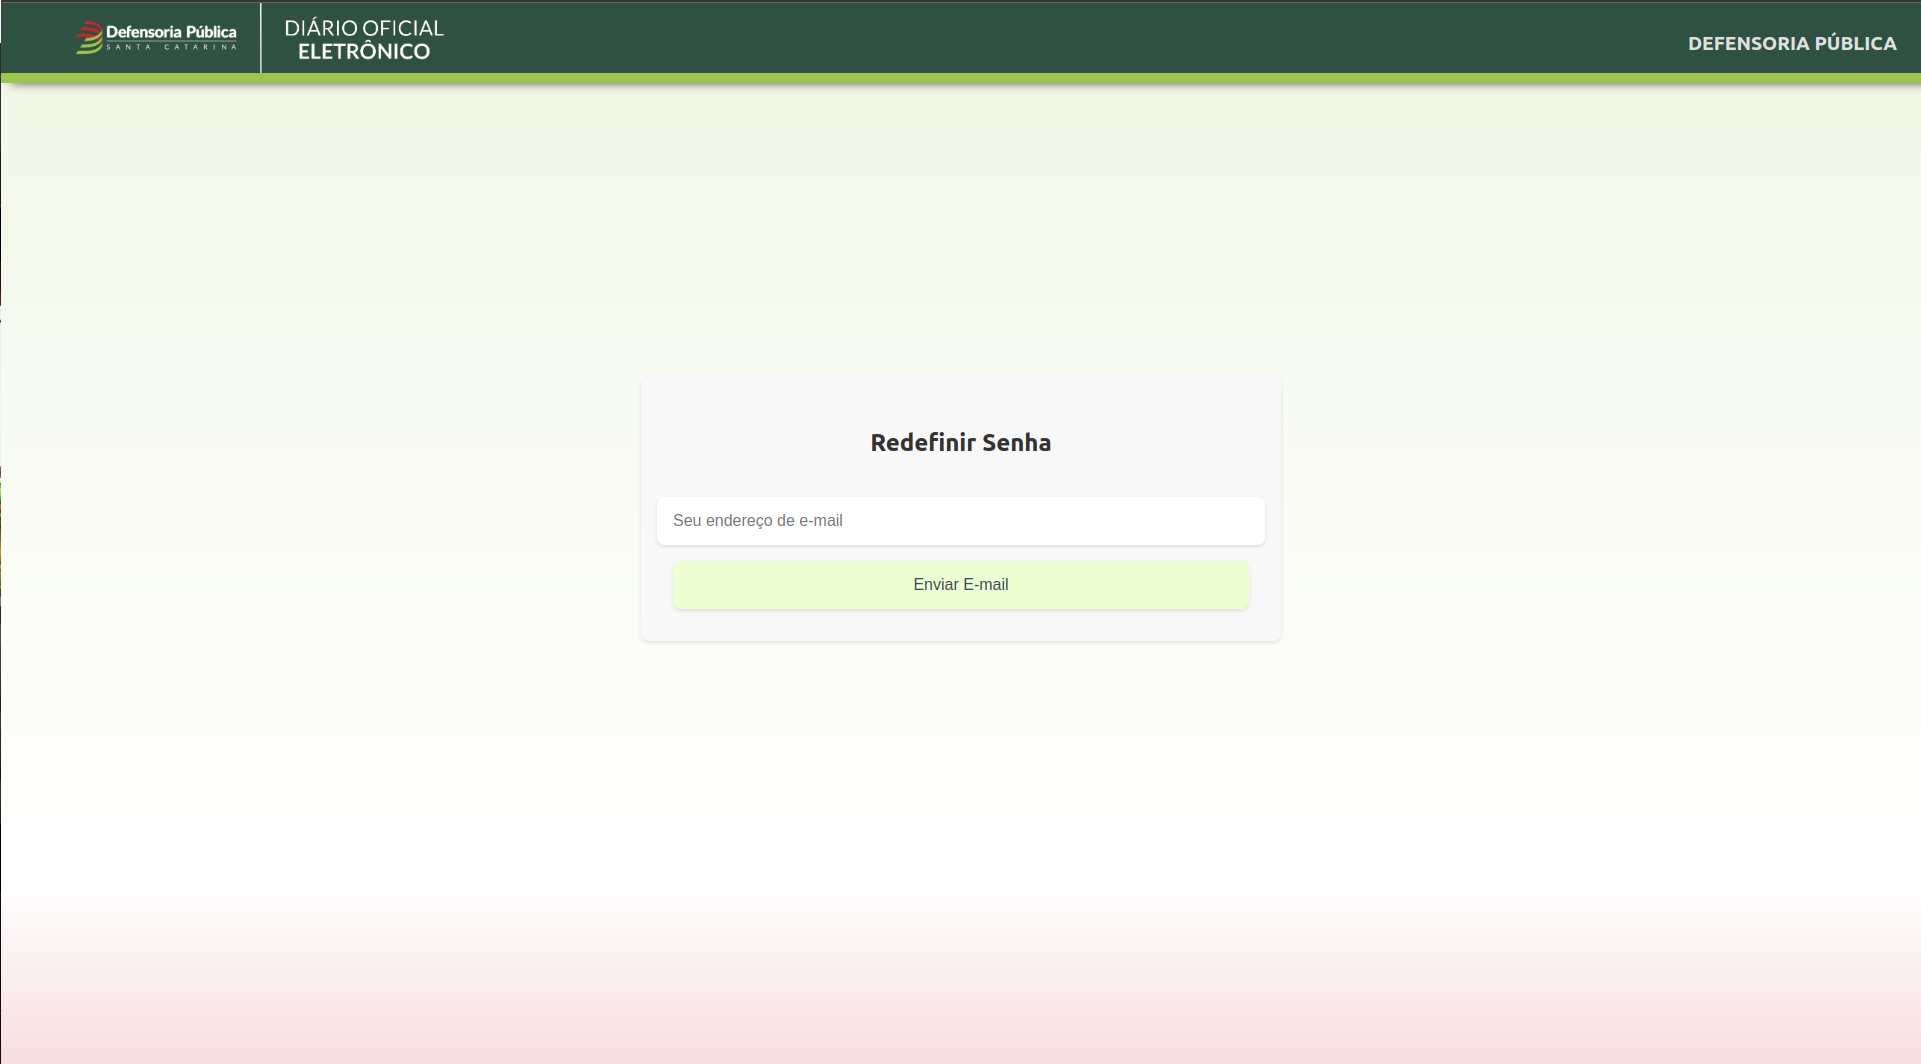 Defensoria Pública
SANTA CATARINA
DIÁRIO OFICIAL
ELETRÔNICO
DEFENSORIA PÚBLICA
Redefinir Senha
Seu endereço de e-mail
Enviar E-mail